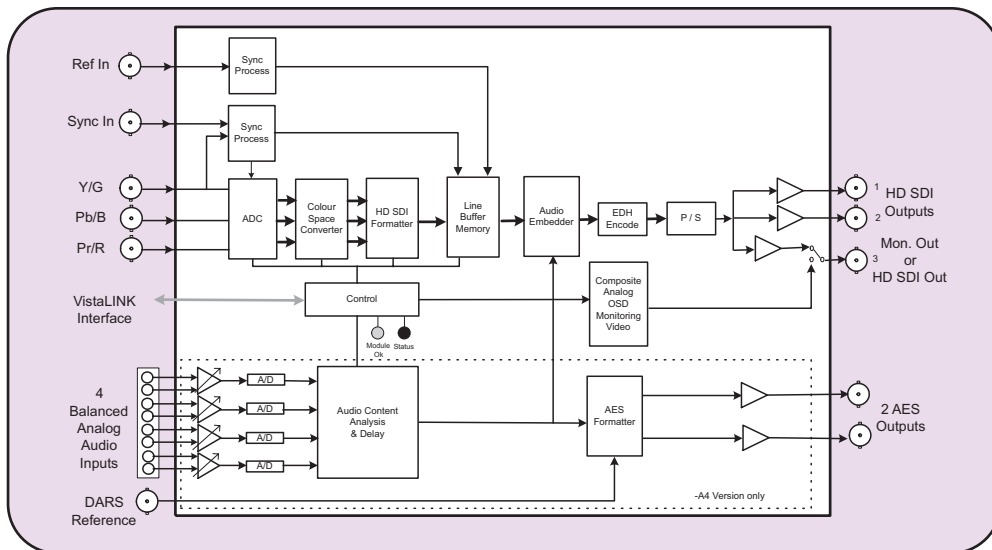 Ref In
Sync
Process
Sync In
Sync
Process
Y/G
Pb/B
Pr/R
ADC
Colour
Space
Converter
HD SDI
Formatter
Line
Buffer
Memory
Audio
Embedder
EDH
Encode
P / S
1
HD SDI
Outputs
2
3
Mon. Out
or
HD SDI Out
VistaLINK
Interface
Control
Module
Ok
Status
Composite
Analog
OSD
Monitoring
Video
4
Balanced
Analog
Audio
Inputs
A/D
A/D
A/D
A/D
Audio Content
Analysis
& Delay
AES
Formatter
2 AES
Outputs
DARS
Reference
-A4 Version only